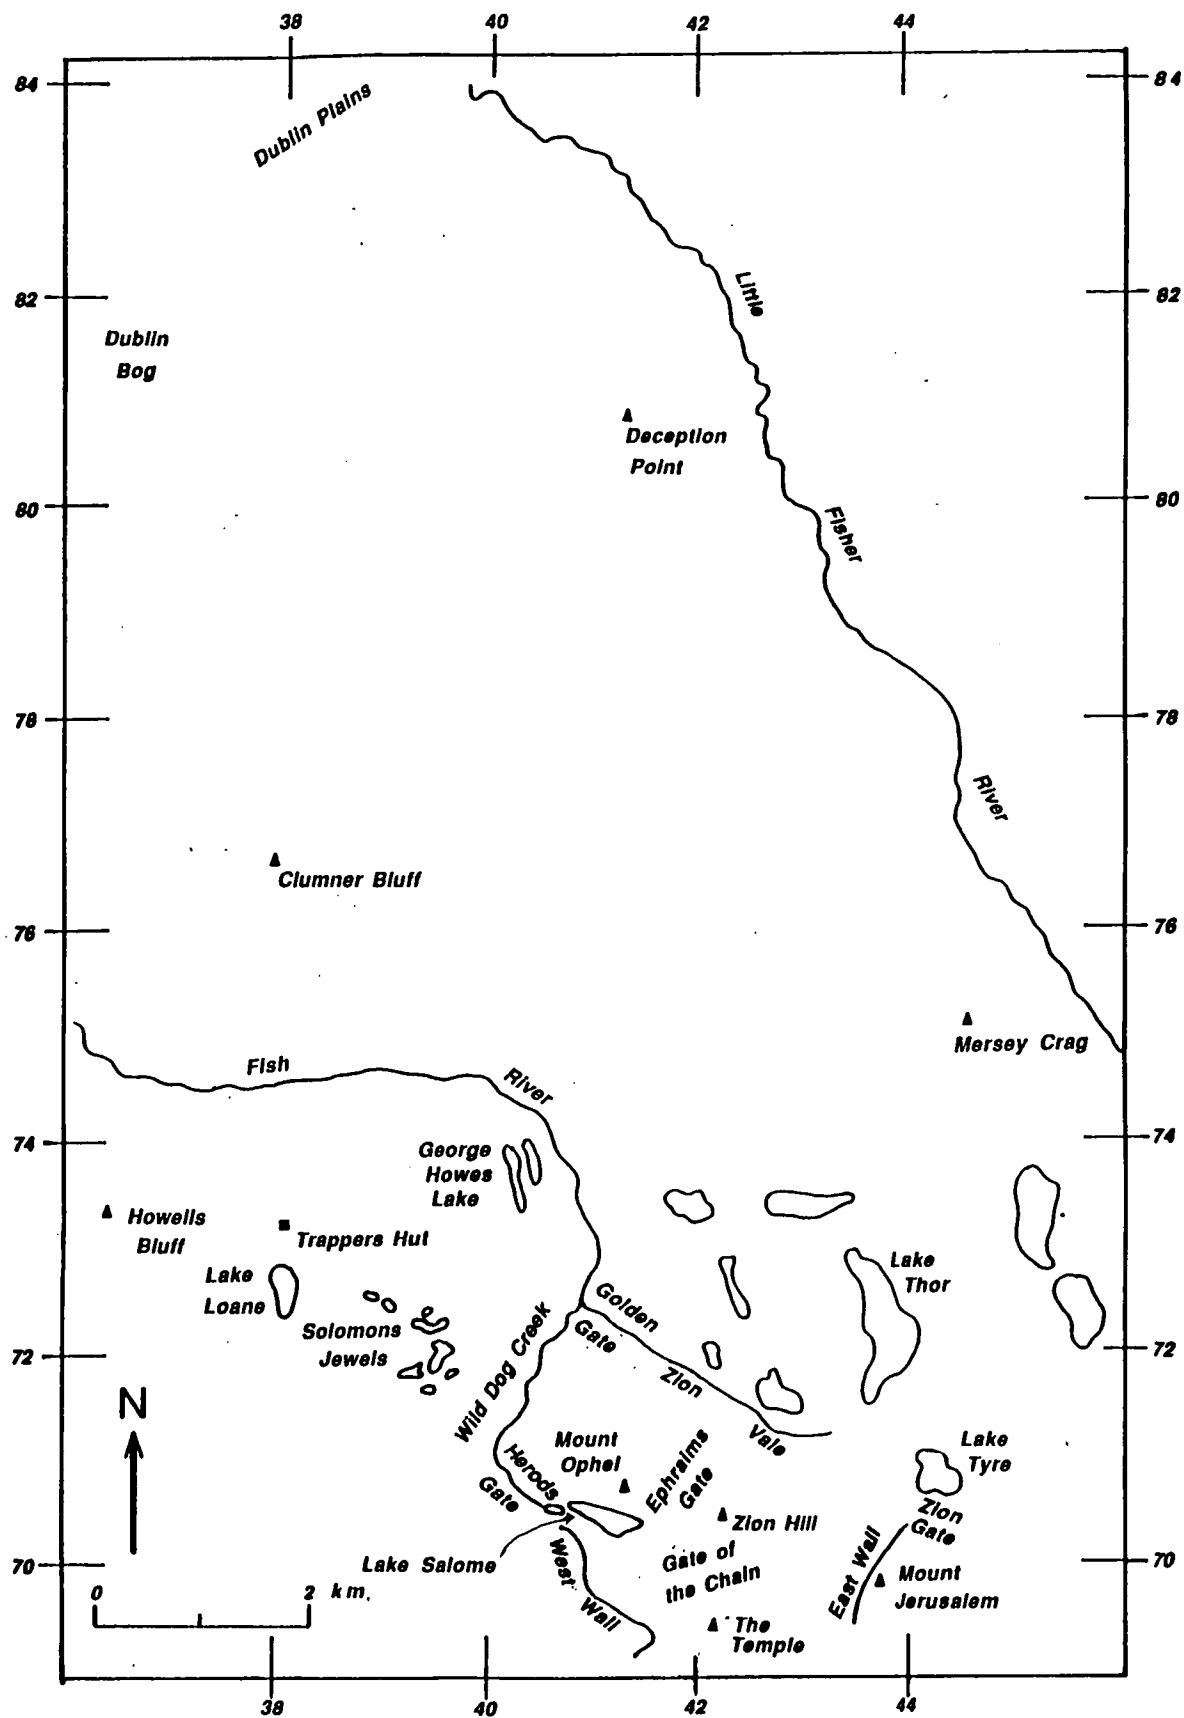 38 40 42 44
84 84
Dublin Plains
Little
82 82
Dublin
Bog
Deception
Point
80 80
Fisher
78 78
River
Clumner Bluff
76 76
Mersey Crag
Fish
River
74 74
George
Howes
Lake
Howells
Bluff
Trappers Hut
Lake
Loane
Lake
Thor
Golden
Gate
Solomons
Jewels
72 72
Wild Dog Creek
Zion
Vale
N
Mount
Ophel
Ephraims
Gate
Lake
Tyre
Herods
Gate
Zion Hill
Zion
Gate
70 70
Lake Salome
West
Wall
Gate of
the Chain
East Wall
Mount
Jerusalem
0 2 km.
The
Temple
38 40 42 44